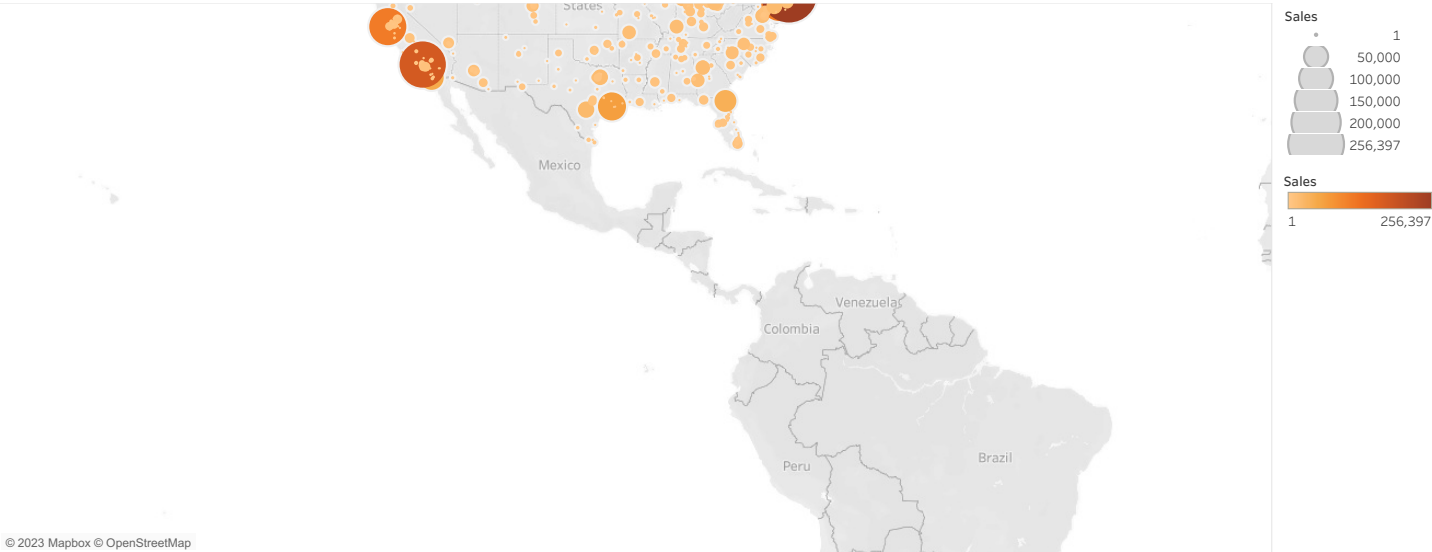 States
Mexico
Venezuela
Colombia
Peru
Brazil
© 2023 Mapbox © OpenStreetMap
Sales
1
50,000
100,000
150,000
200,000
256,397
Sales
1 256,397